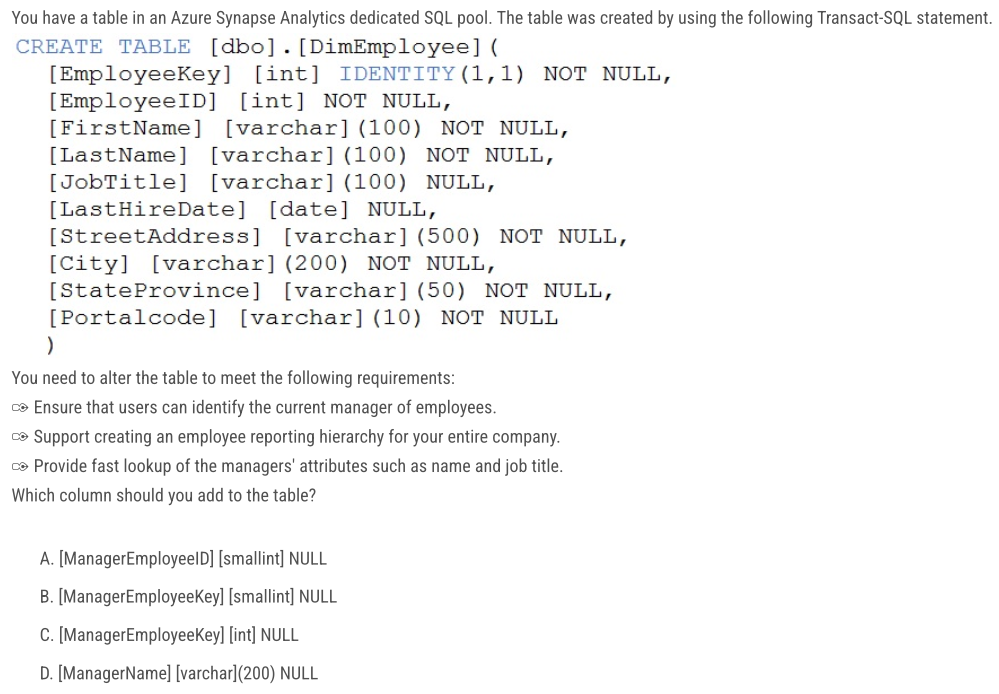 You have a table in an Azure Synapse Analytics dedicated SQL pool. The table was created by using the following Transact-SQL statement.
CREATE TABLE [dbo].[DimEmployee](
[EmployeeKey] [int] IDENTITY(1,1) NOT NULL,
[EmployeeID] [int] NOT NULL,
[FirstName] [varchar](100) NOT NULL,
[LastName] [varchar](100) NOT NULL,
[JobTitle] [varchar](100) NULL,
[LastHireDate] [date] NULL,
[StreetAddress] [varchar](500) NOT NULL,
[City] [varchar](200) NOT NULL,
[StateProvince] [varchar](50) NOT NULL,
[Portalcode] [varchar](10) NOT NULL
)
You need to alter the table to meet the following requirements:
✑ Ensure that users can identify the current manager of employees.
✑ Support creating an employee reporting hierarchy for your entire company.
✑ Provide fast lookup of the managers' attributes such as name and job title.
Which column should you add to the table?
A. [ManagerEmployeeID] [smallint] NULL
B. [ManagerEmployeeKey] [smallint] NULL
C. [ManagerEmployeeKey] [int] NULL
D. [ManagerName] [varchar](200) NULL